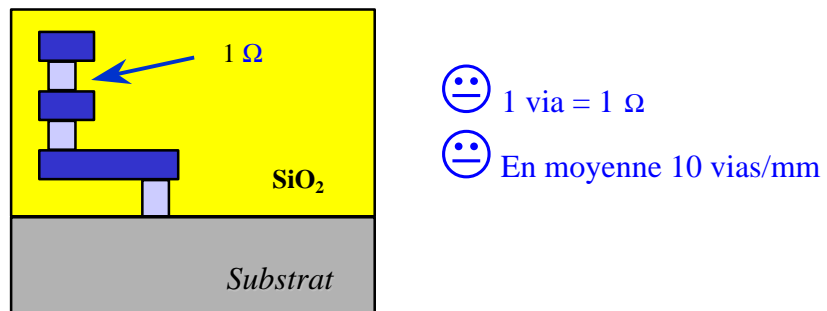 1 Ω
SiO₂
Substrat
1 via = 1 Ω
En moyenne 10 vias/mm